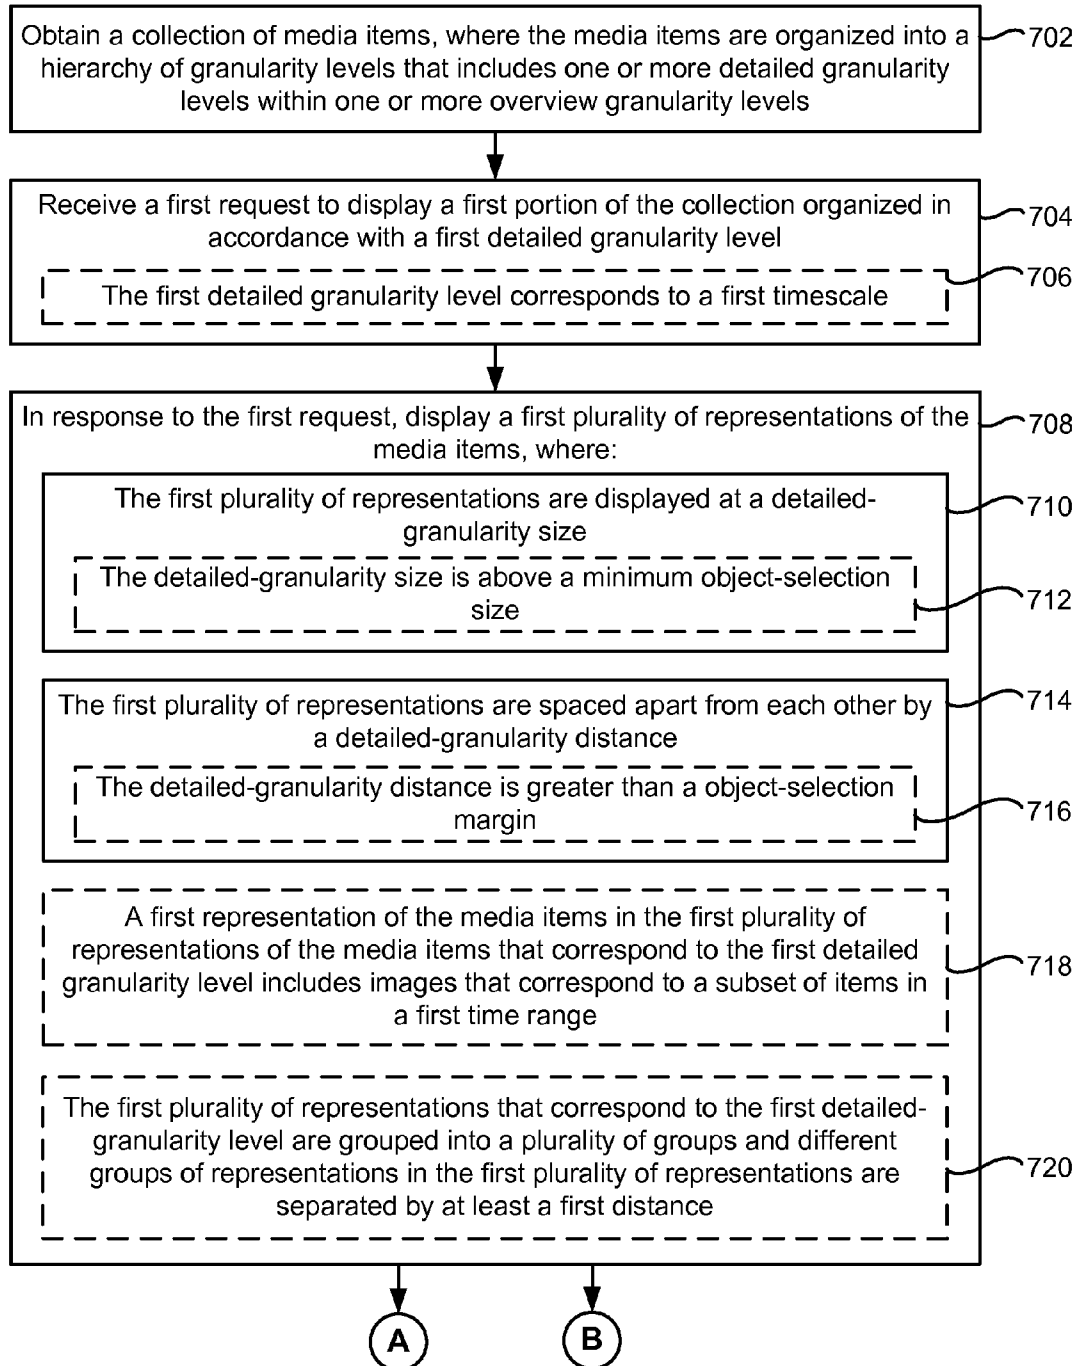 Obtain a collection of media items, where the media items are organized into a
hierarchy of granularity levels that includes one or more detailed granularity
levels within one or more overview granularity levels
702
Receive a first request to display a first portion of the collection organized in
accordance with a first detailed granularity level
704
The first detailed granularity level corresponds to a first timescale
706
In response to the first request, display a first plurality of representations of the
media items, where:
708
The first plurality of representations are displayed at a detailed-
granularity size
710
The detailed-granularity size is above a minimum object-selection
size
712
The first plurality of representations are spaced apart from each other by
a detailed-granularity distance
714
The detailed-granularity distance is greater than a object-selection
margin
716
A first representation of the media items in the first plurality of
representations of the media items that correspond to the first detailed
granularity level includes images that correspond to a subset of items in
a first time range
718
The first plurality of representations that correspond to the first detailed-
granularity level are grouped into a plurality of groups and different
groups of representations in the first plurality of representations are
separated by at least a first distance
720
A
B